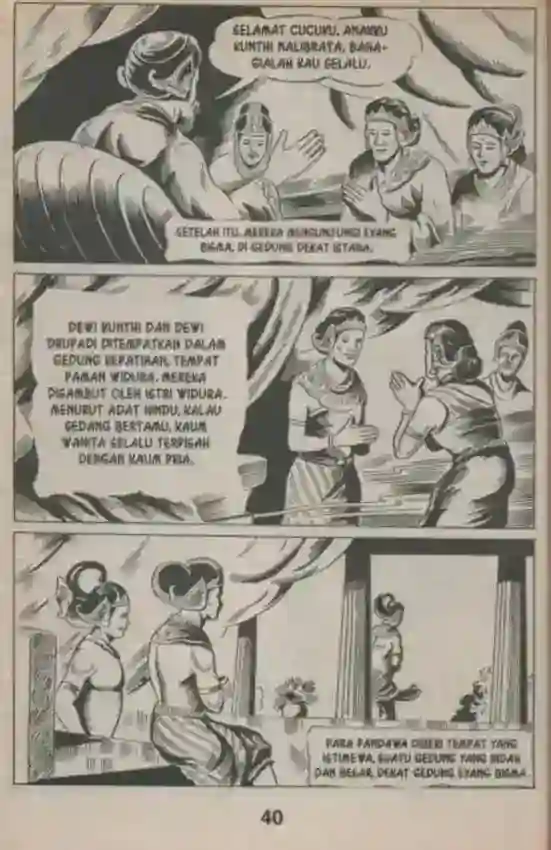 SELAMAT CUCUKU, ANAKKU
KUNTHI NALIBRATA, BAHA-
GIALAH KAU SELALU.
SETELAH ITU, MEREKA MENGUNJUNGI EYANG
BISMA, DI GEDUNG DEKAT ISTANA.
DEWI KUNTHI DAN DEWI
DRUPADI DITEMPATKAN DALAM
GEDUNG KEPATIHAN, TEMPAT
PAMAN WIDURA. MEREKA
DISAMBUT OLEH ISTRI WIDURA.
MENURUT ADAT HINDU, KALAU
SEDANG BERTAMU, KAUM
WANITA SELALU TERPISAH
DENGAN KAUM PRIA.
PARA PANDAWA DIBERI TEMPAT YANG
ISTIMEWA, SUATU GEDUNG YANG INDAH
DAN BESAR, DEKAT GEDUNG EYANG BISMA
40